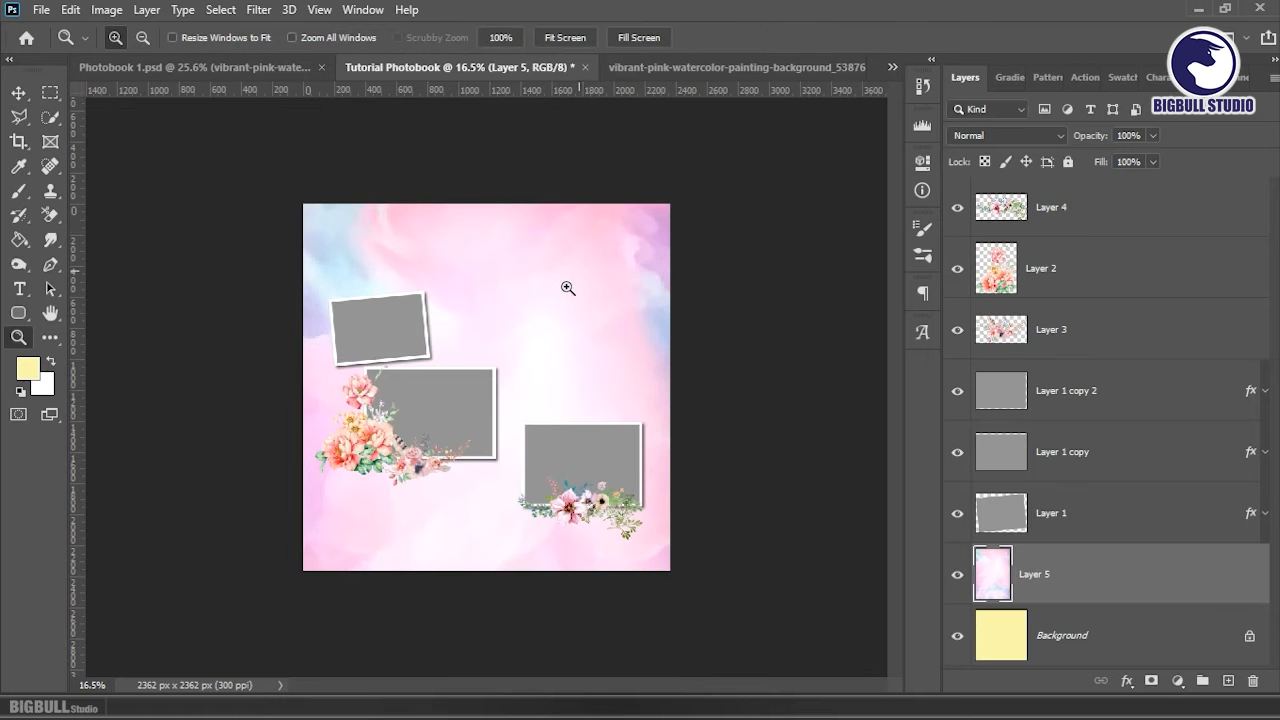 Ps File Edit Image Layer Type Select Filter 3D View Window Help
Resize Windows to Fit Zoom All Windows Scrubby Zoom 100% Fit Screen Fill Screen
Photobook 1.psd @ 25.6% (vibrant-pink-wate... × Tutorial Photobook @ 16.5% (Layer 5, RGB/8) * × vibrant-pink-watercolor-painting-background_53876
BIGBULL STUDIO
1400 1200 1000 800 600 400 200 0 200 400 600 800 1000 1200 1400 1600 1800 2000 2200 2400 2600 2800 3000 3200 3400 3600
Layers Gradie Patterr Action Swatc
Kind
Normal Opacity: 100%
Lock: Fill: 100%
Layer 4
Layer 2
Layer 3
Layer 1 copy 2 fx
Layer 1 copy fx
Layer 1 fx
Layer 5
Background
16.5% 2362 px x 2362 px (300 ppi)
BIGBULL Studio